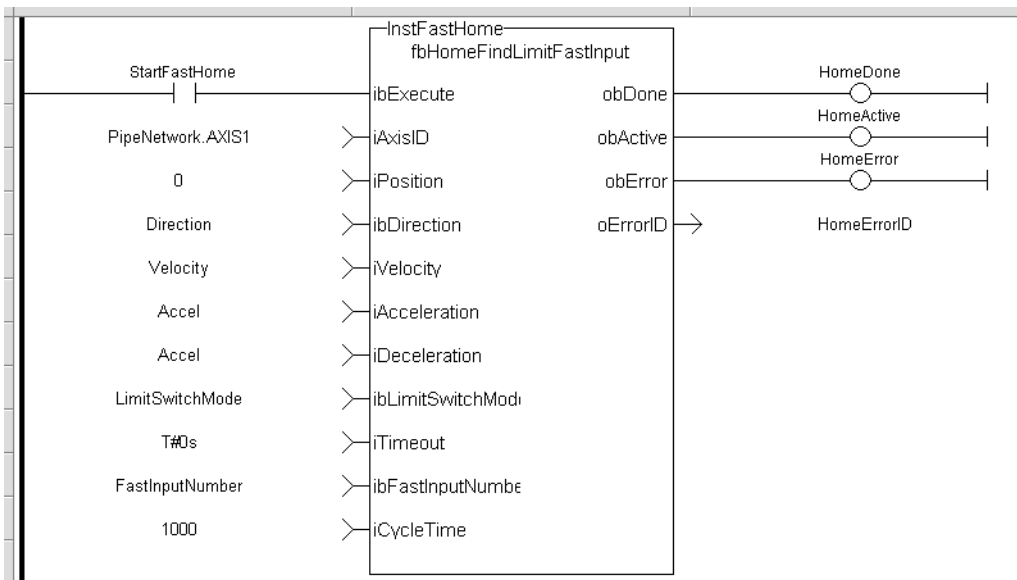 InstFastHome
fbHomeFindLimitFastInput
StartFastHome ibExecute obDone HomeDone
PipeNetwork.AXIS1 iAxisID obActive HomeActive
0 iPosition obError HomeError
Direction ibDirection oErrorID HomeErrorID
Velocity iVelocity
Accel iAcceleration
Accel iDeceleration
LimitSwitchMode ibLimitSwitchMod
T#0s iTimeout
FastInputNumber ibFastInputNumbe
1000 iCycleTime